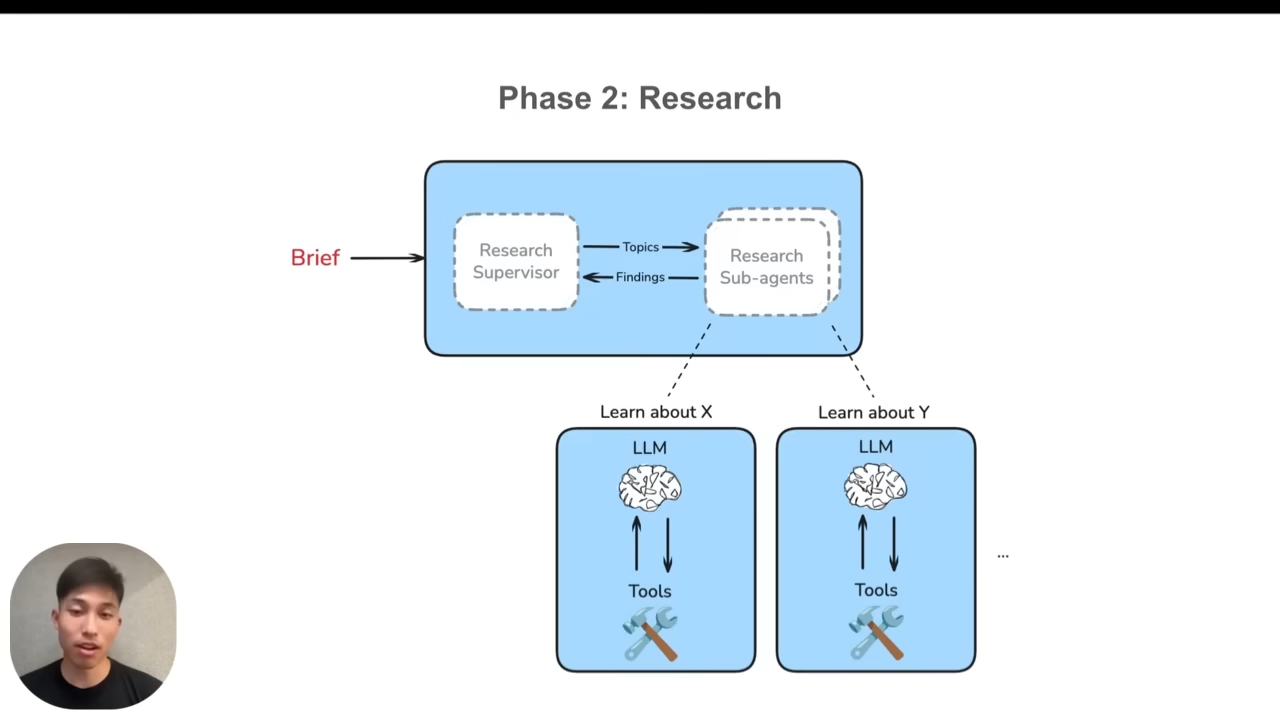 Phase 2: Research
Brief
Research
Supervisor
Topics
Findings
Research
Sub-agents
Learn about X
Learn about Y
LLM
LLM
Tools
Tools
...